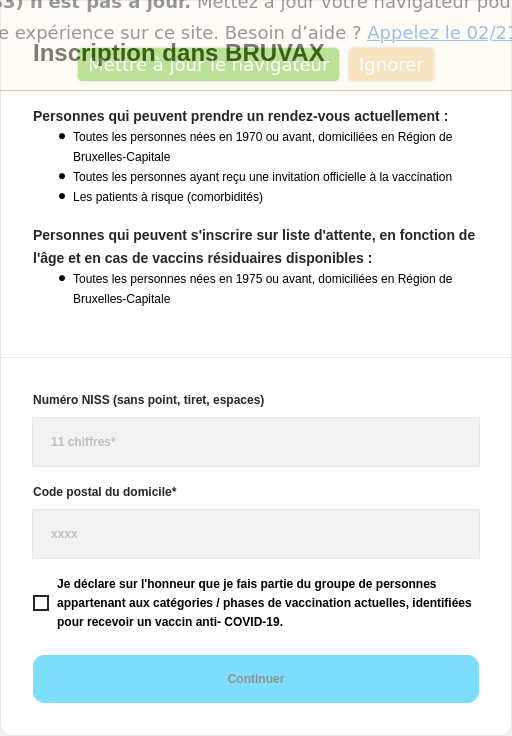 3) n'est pas à jour. Mettez à jour votre navigateur pou
e expérience sur ce site. Besoin d’aide ? Appelez le 02/21
Inscription dans BRUVAX
Mettre à jour le navigateur Ignorer
Personnes qui peuvent prendre un rendez-vous actuellement :
Toutes les personnes nées en 1970 ou avant, domiciliées en Région de
Bruxelles-Capitale
Toutes les personnes ayant reçu une invitation officielle à la vaccination
Les patients à risque (comorbidités)
Personnes qui peuvent s'inscrire sur liste d'attente, en fonction de
l'âge et en cas de vaccins résiduaires disponibles :
Toutes les personnes nées en 1975 ou avant, domiciliées en Région de
Bruxelles-Capitale
Numéro NISS (sans point, tiret, espaces)
11 chiffres*
Code postal du domicile*
xxxx
Je déclare sur l'honneur que je fais partie du groupe de personnes
appartenant aux catégories / phases de vaccination actuelles, identifiées
pour recevoir un vaccin anti- COVID-19.
Continuer